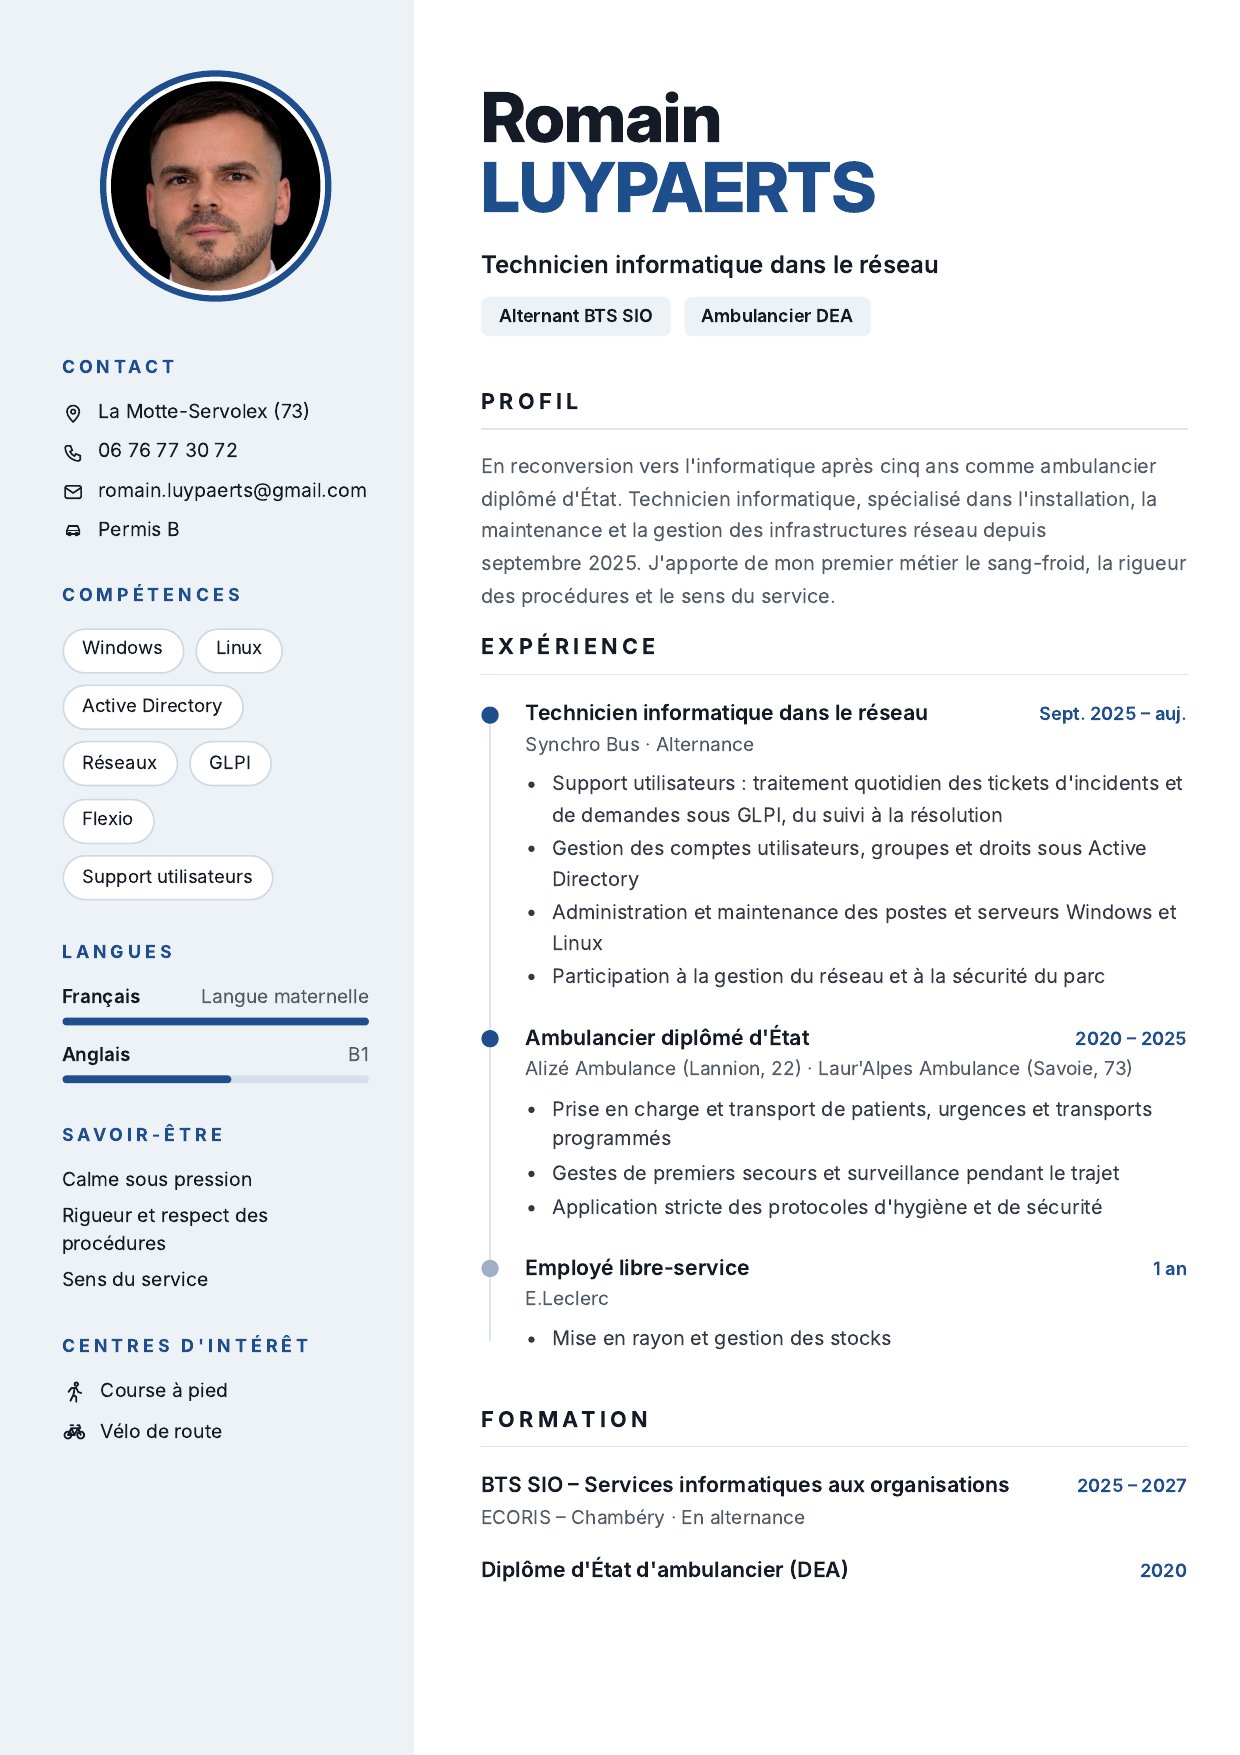 Romain
LUYPAERTS
Technicien informatique dans le réseau
Alternant BTS SIO
Ambulancier DEA
CONTACT
La Motte-Servolex (73)
06 76 77 30 72
romain.luypaerts@gmail.com
Permis B
COMPÉTENCES
Windows
Linux
Active Directory
Réseaux
GLPI
Flexio
Support utilisateurs
LANGUES
Français Langue maternelle
Anglais B1
SAVOIR-ÊTRE
Calme sous pression
Rigueur et respect des
procédures
Sens du service
CENTRES D'INTÉRÊT
Course à pied
Vélo de route
PROFIL
En reconversion vers l'informatique après cinq ans comme ambulancier
diplômé d'État. Technicien informatique, spécialisé dans l'installation, la
maintenance et la gestion des infrastructures réseau depuis
septembre 2025. J'apporte de mon premier métier le sang-froid, la rigueur
des procédures et le sens du service.
EXPÉRIENCE
Technicien informatique dans le réseau Sept. 2025 – auj.
Synchro Bus · Alternance
• Support utilisateurs : traitement quotidien des tickets d'incidents et
de demandes sous GLPI, du suivi à la résolution
• Gestion des comptes utilisateurs, groupes et droits sous Active
Directory
• Administration et maintenance des postes et serveurs Windows et
Linux
• Participation à la gestion du réseau et à la sécurité du parc
Ambulancier diplômé d'État 2020 – 2025
Alizé Ambulance (Lannion, 22) · Laur'Alpes Ambulance (Savoie, 73)
• Prise en charge et transport de patients, urgences et transports
programmés
• Gestes de premiers secours et surveillance pendant le trajet
• Application stricte des protocoles d'hygiène et de sécurité
Employé libre-service 1 an
E.Leclerc
• Mise en rayon et gestion des stocks
FORMATION
BTS SIO – Services informatiques aux organisations 2025 – 2027
ECORIS – Chambéry · En alternance
Diplôme d'État d'ambulancier (DEA) 2020